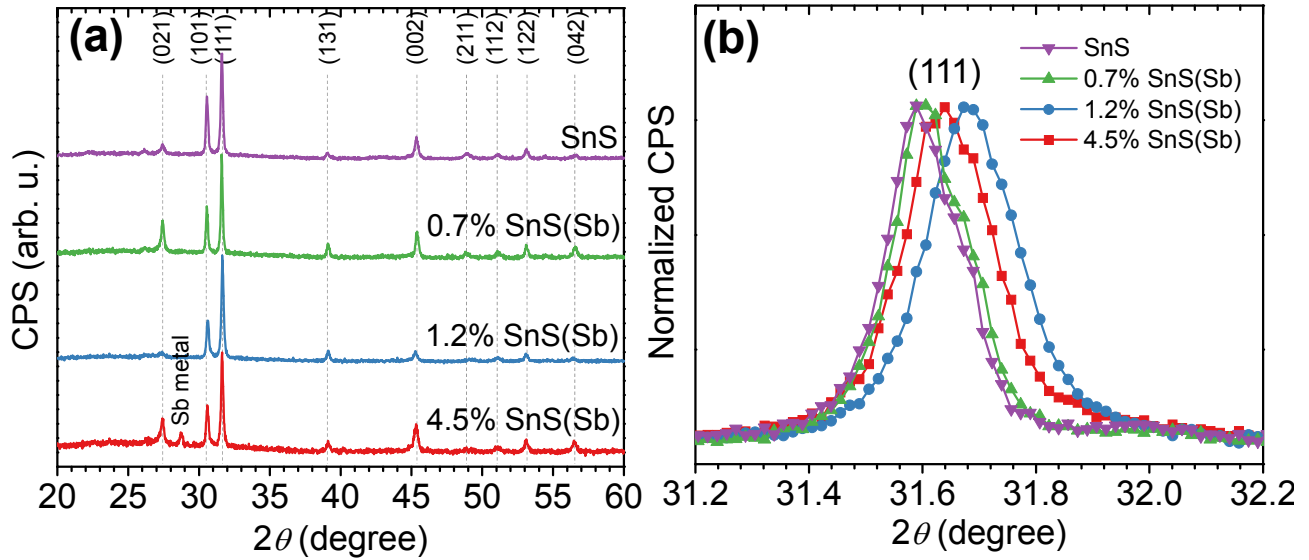 (a)
(021)
(101)
(111)
(131)
(002)
(211)
(112)
(122)
(042)
SnS
0.7% SnS(Sb)
1.2% SnS(Sb)
Sb metal
4.5% SnS(Sb)
CPS (arb. u.)
20 25 30 35 40 45 50 55 60
2θ (degree)
(b)
(111)
SnS
0.7% SnS(Sb)
1.2% SnS(Sb)
4.5% SnS(Sb)
Normalized CPS
31.2 31.4 31.6 31.8 32.0 32.2
2θ (degree)